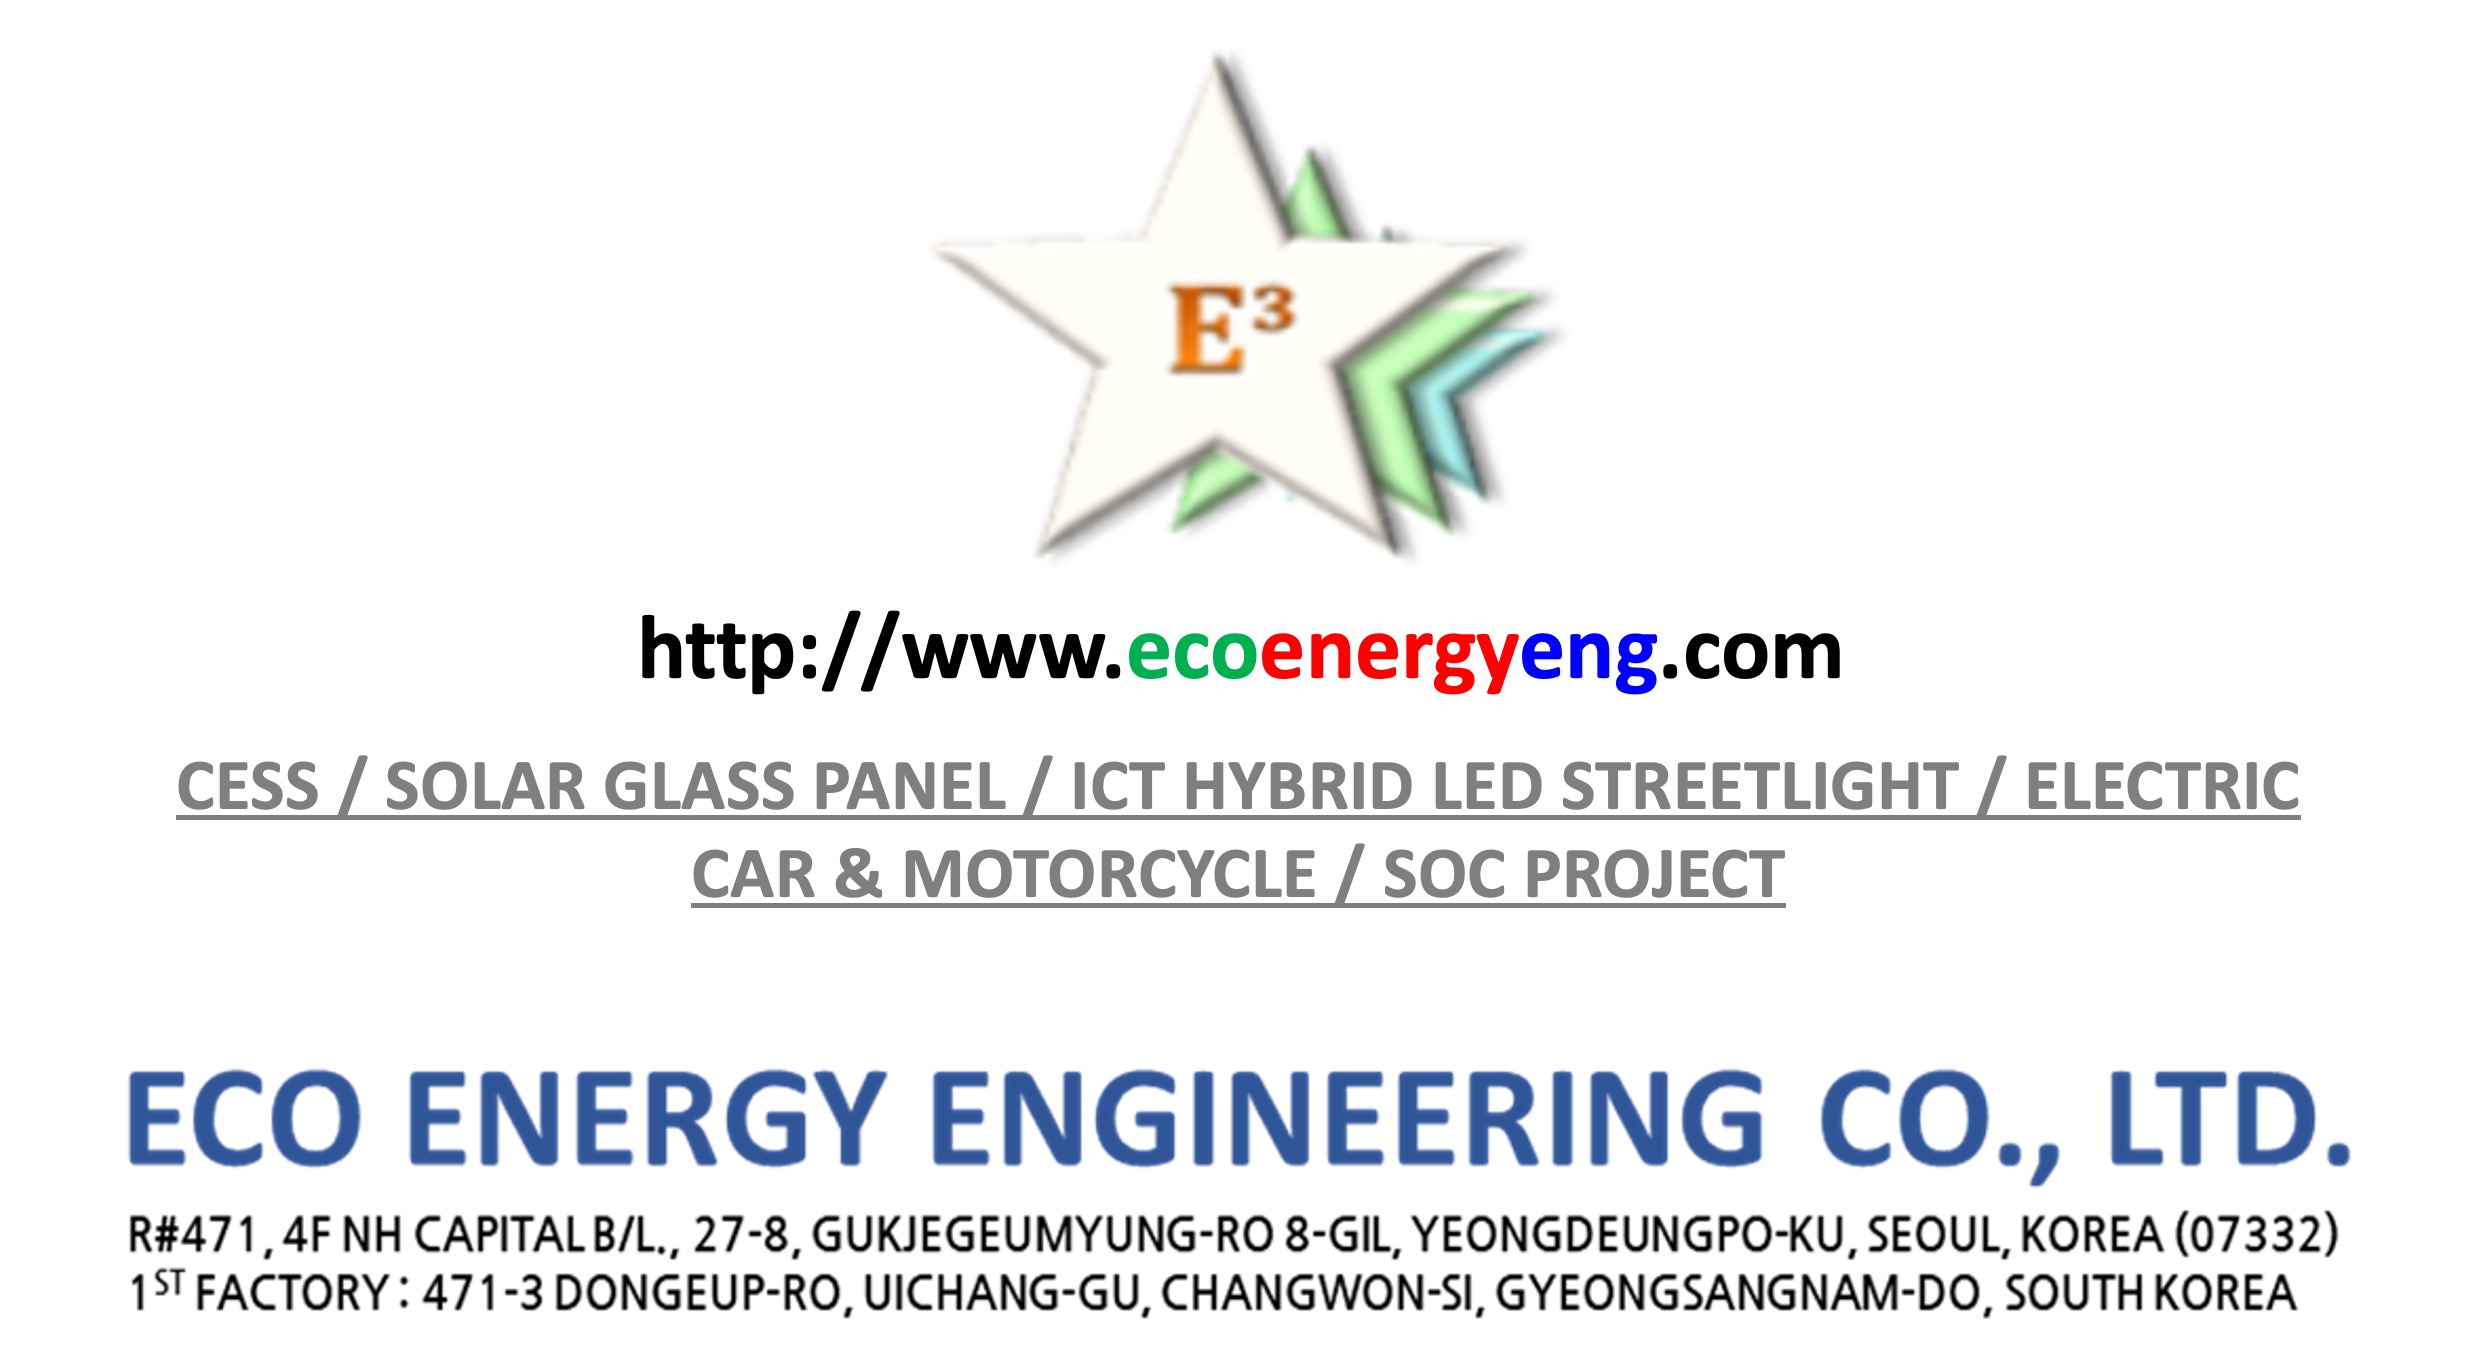 E³
http://www.ecoenergyeng.com
CESS / SOLAR GLASS PANEL / ICT HYBRID LED STREETLIGHT / ELECTRIC
CAR & MOTORCYCLE / SOC PROJECT
ECO ENERGY ENGINEERING CO., LTD.
R#471, 4F NH CAPITAL B/L., 27-8, GUKJEGEUMYUNG-RO 8-GIL, YEONGDEUNGPO-KU, SEOUL, KOREA (07332)
1ST FACTORY : 471-3 DONGEUP-RO, UICHANG-GU, CHANGWON-SI, GYEONGSANGNAM-DO, SOUTH KOREA